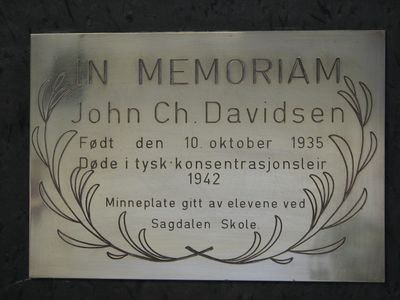 IN MEMORIAM
John Ch. Davidsen
Født den 10. oktober 1935
Døde i tysk-konsentrasjonsleir
1942
Minneplate gitt av elevene ved
Sagdalen Skole.